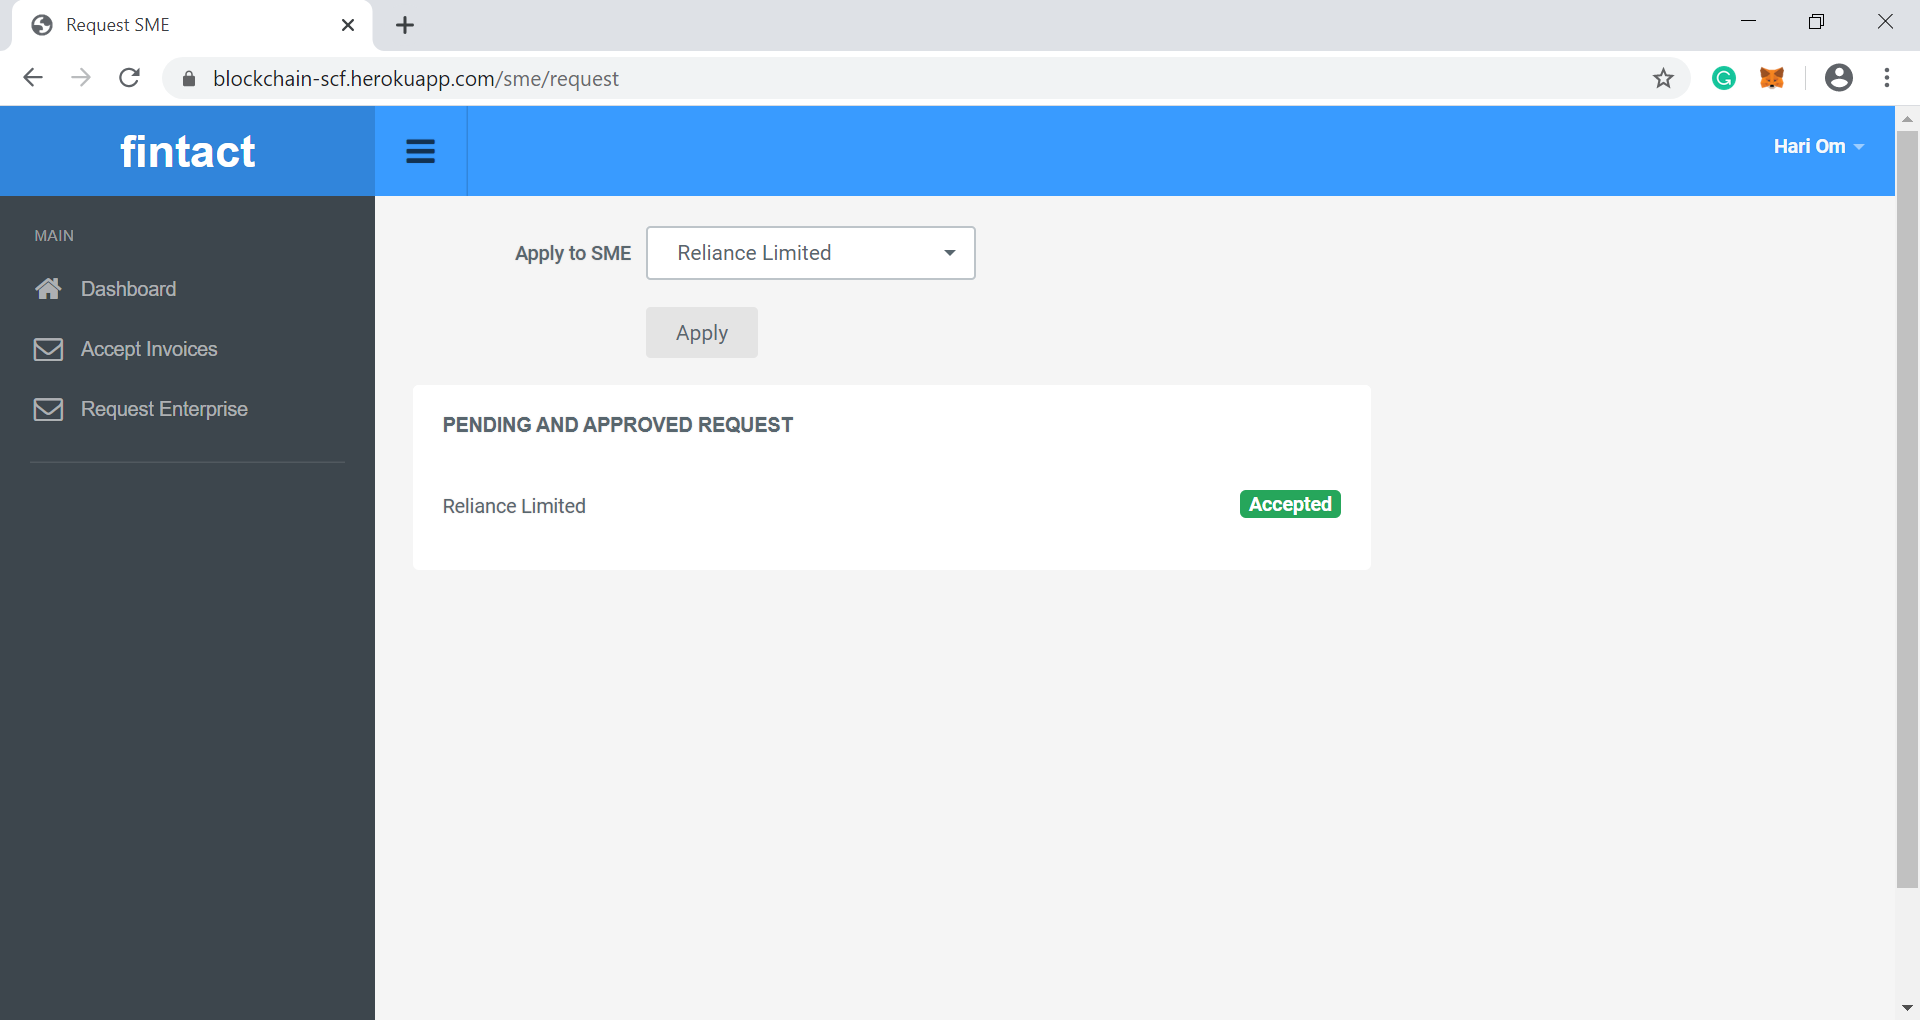 Request SME
blockchain-scf.herokuapp.com/sme/request
fintact
Hari Om
MAIN
Dashboard
Accept Invoices
Request Enterprise
Apply to SME
Reliance Limited
Apply
PENDING AND APPROVED REQUEST
Reliance Limited
Accepted